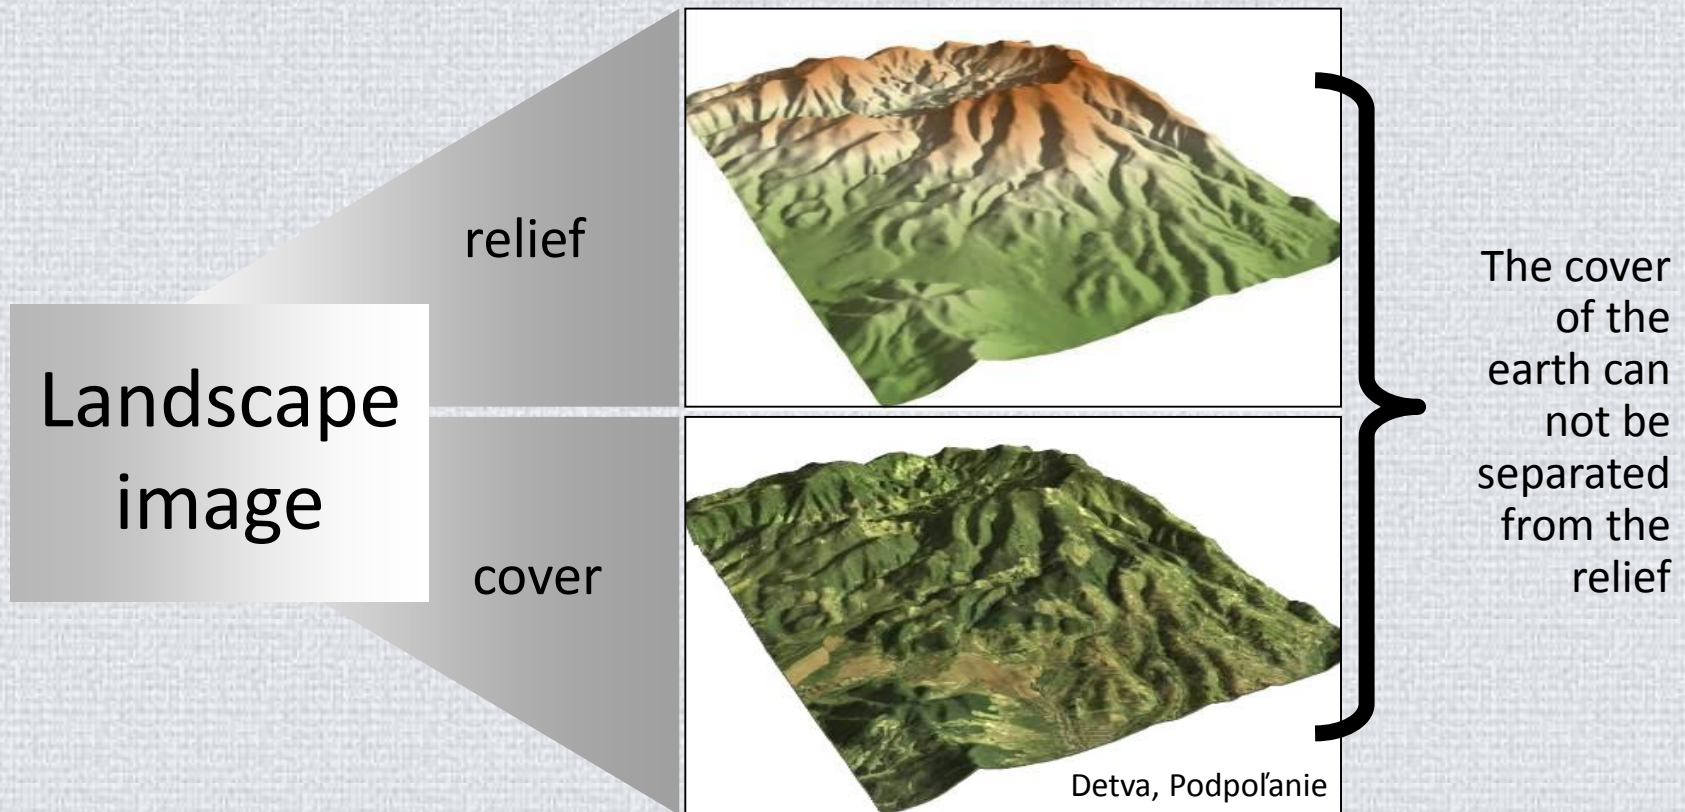 Landscape
image
relief
cover
Detva, Podpoľanie
The cover
of the
earth can
not be
separated
from the
relief